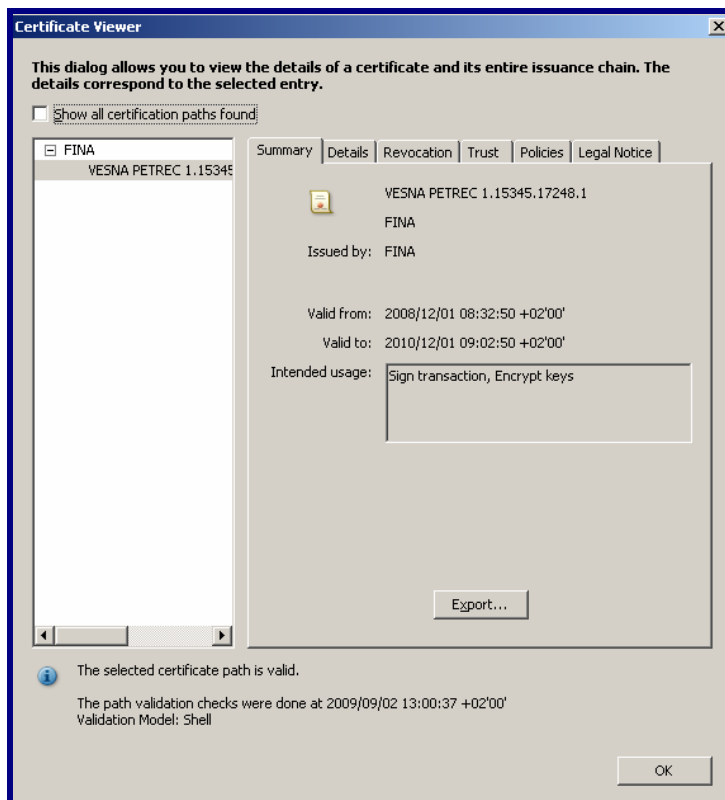 Certificate Viewer
This dialog allows you to view the details of a certificate and its entire issuance chain. The
details correspond to the selected entry.
Show all certification paths found
FINA
VESNA PETREC 1.15345
Summary Details Revocation Trust Policies Legal Notice
VESNA PETREC 1.15345.17248.1
FINA
Issued by: FINA
Valid from: 2008/12/01 08:32:50 +02'00'
Valid to: 2010/12/01 09:02:50 +02'00'
Intended usage: Sign transaction, Encrypt keys
Export...
The selected certificate path is valid.
The path validation checks were done at 2009/09/02 13:00:37 +02'00'
Validation Model: Shell
OK